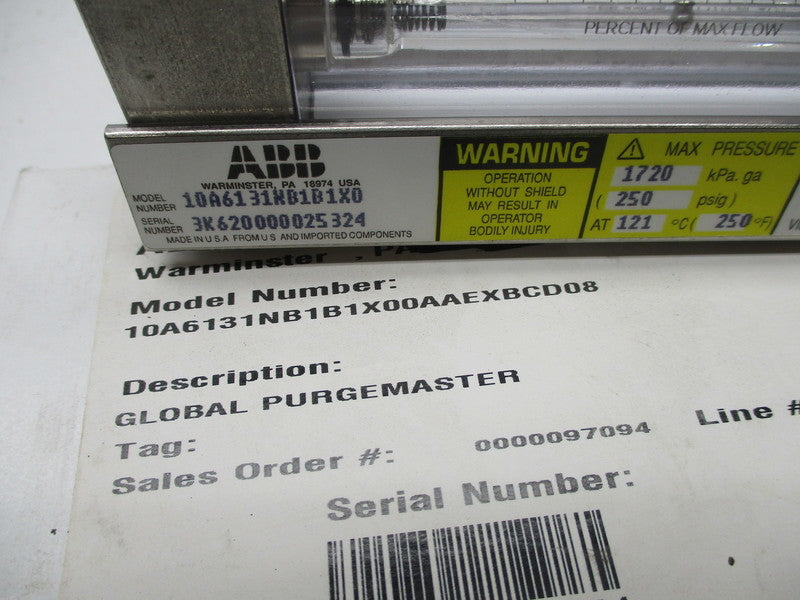 PERCENT OF MAX FLOW
ABB
WARMINSTER, PA 18974 USA
MODEL NUMBER 10A6131NB1B1X0
SERIAL NUMBER 3K620000025324
MADE IN U.S.A. FROM U.S. AND IMPORTED COMPONENTS
WARNING
OPERATION
WITHOUT SHIELD
MAY RESULT IN
OPERATOR
BODILY INJURY
MAX PRESSURE
1720 kPa. ga
( 250 psig)
AT 121 °C ( 250 °F)
Warminster , PA
Model Number:
10A6131NB1B1X00AAEXBCD08
Description:
GLOBAL PURGEMASTER
Tag:
Sales Order #: 0000097094 Line #
Serial Number: